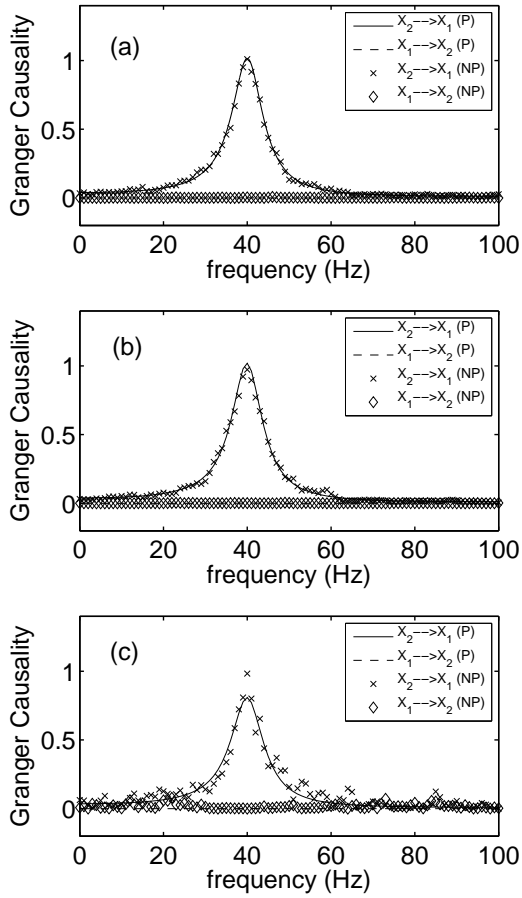 (a)
X₂−−>X₁ (P)
X₁−−>X₂ (P)
X₂−−>X₁ (NP)
X₁−−>X₂ (NP)
Granger Causality
1
0.5
0
0 20 40 60 80 100
frequency (Hz)
(b)
X₂−−>X₁ (P)
X₁−−>X₂ (P)
X₂−−>X₁ (NP)
X₁−−>X₂ (NP)
Granger Causality
1
0.5
0
0 20 40 60 80 100
frequency (Hz)
(c)
X₂−−>X₁ (P)
X₁−−>X₂ (P)
X₂−−>X₁ (NP)
X₁−−>X₂ (NP)
Granger Causality
1
0.5
0
0 20 40 60 80 100
frequency (Hz)